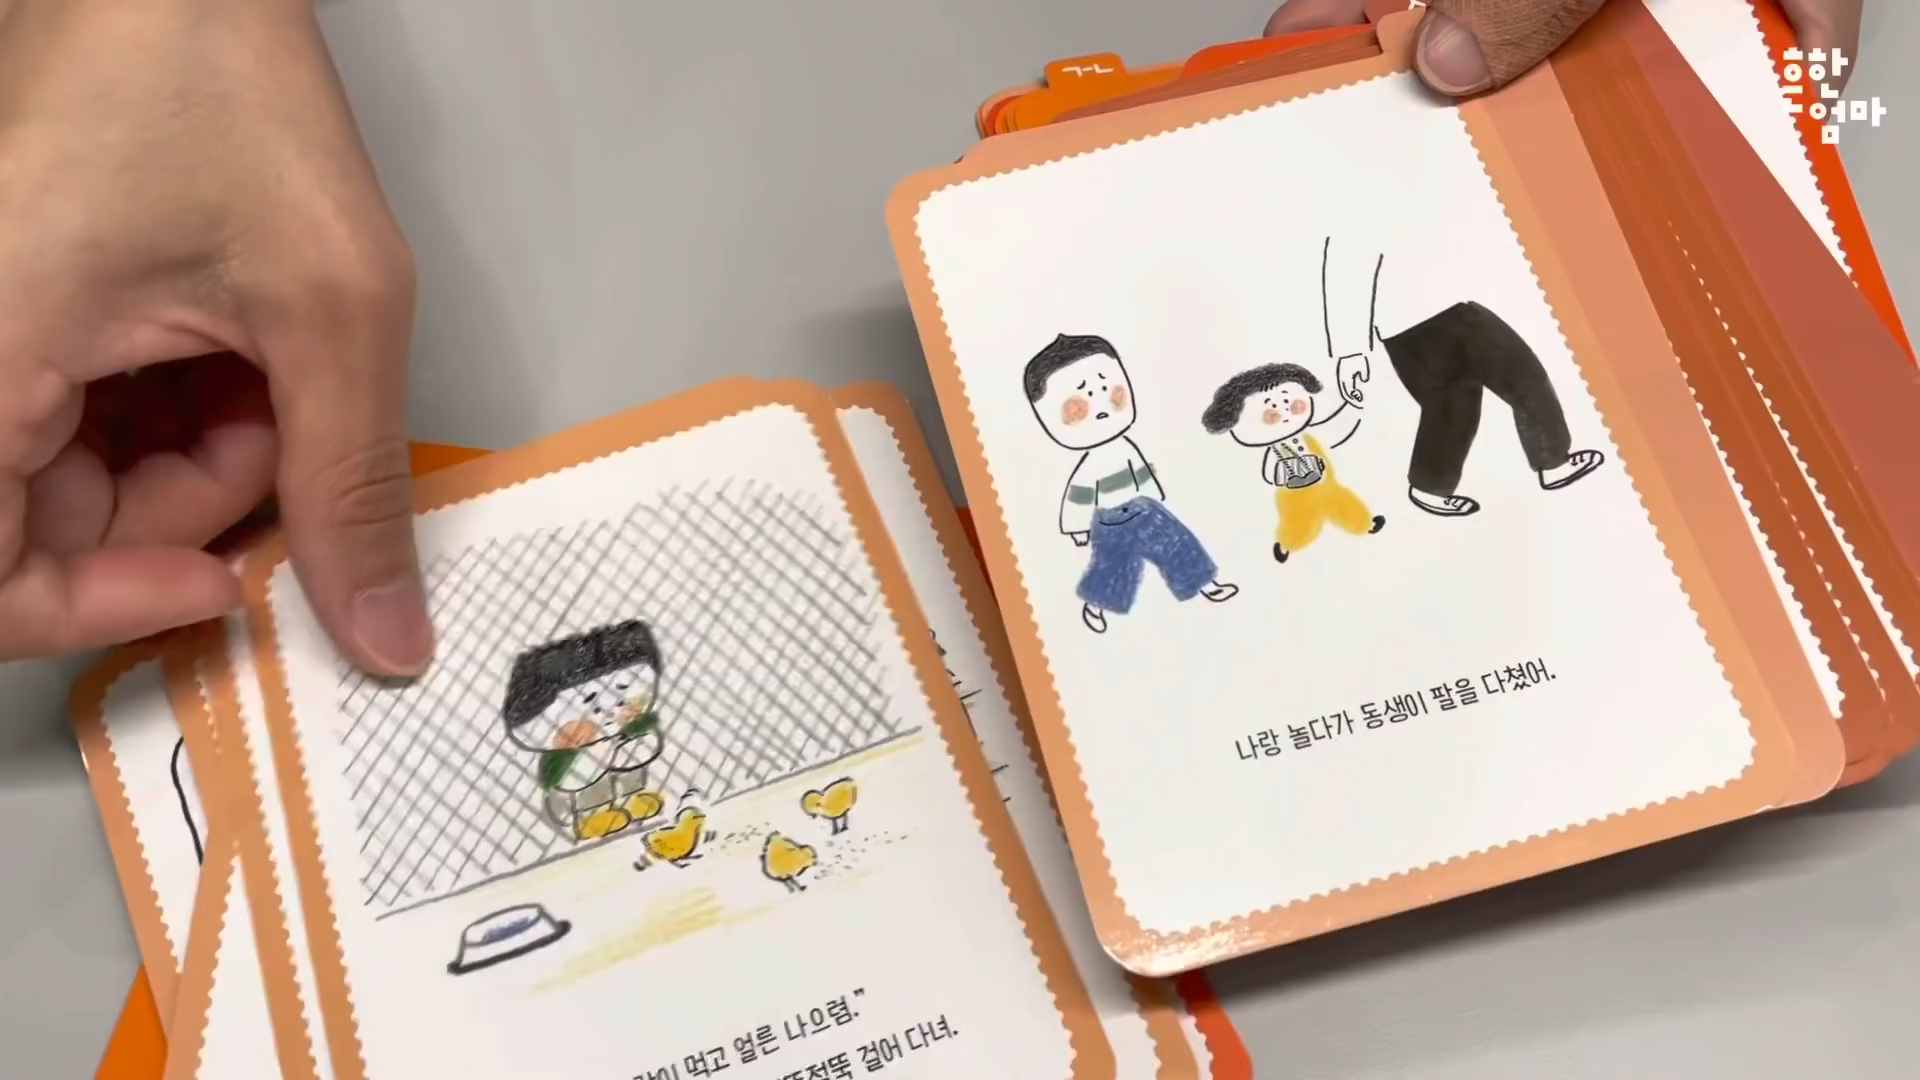 흔한
엄마
ㄱ-ㄴ
나랑 놀다가 동생이 팔을 다쳤어.
먹고 얼른 나으렴.”
걸어 다녀.